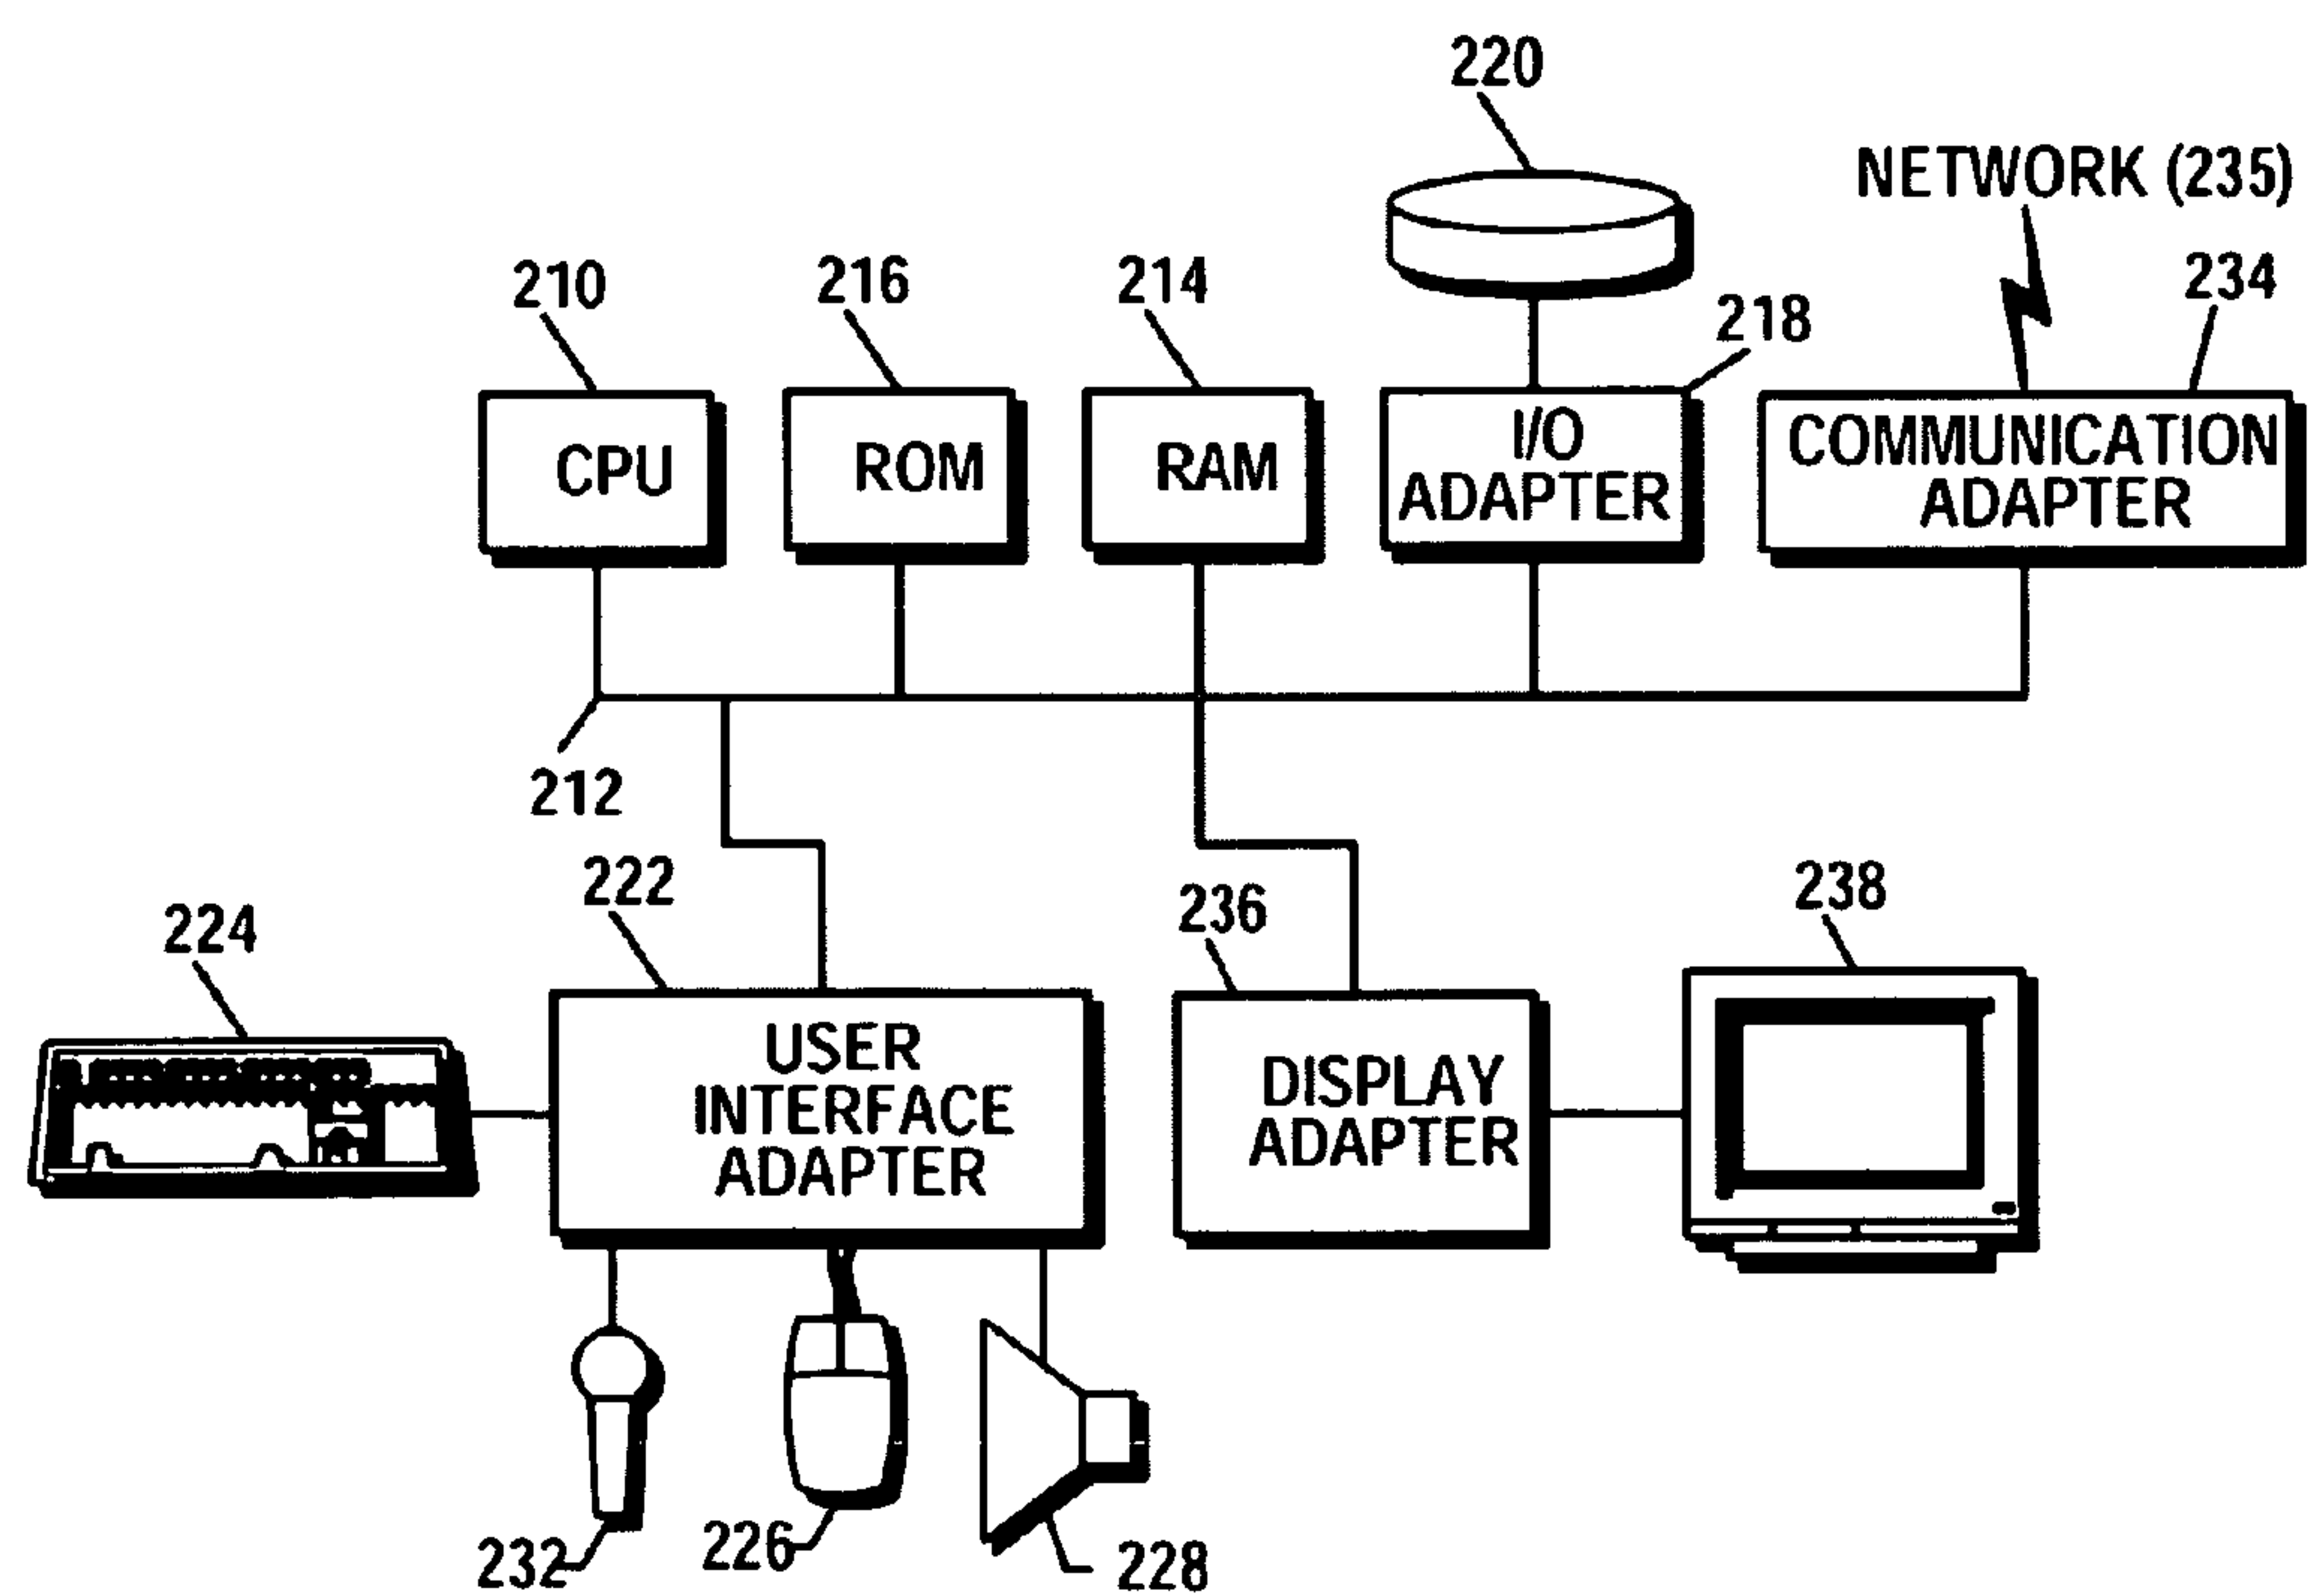 220
NETWORK (235)
210
216
214
218
234
CPU
ROM
RAM
I/O
ADAPTER
COMMUNICATION
ADAPTER
212
222
236
238
224
USER
INTERFACE
ADAPTER
DISPLAY
ADAPTER
232
226
228